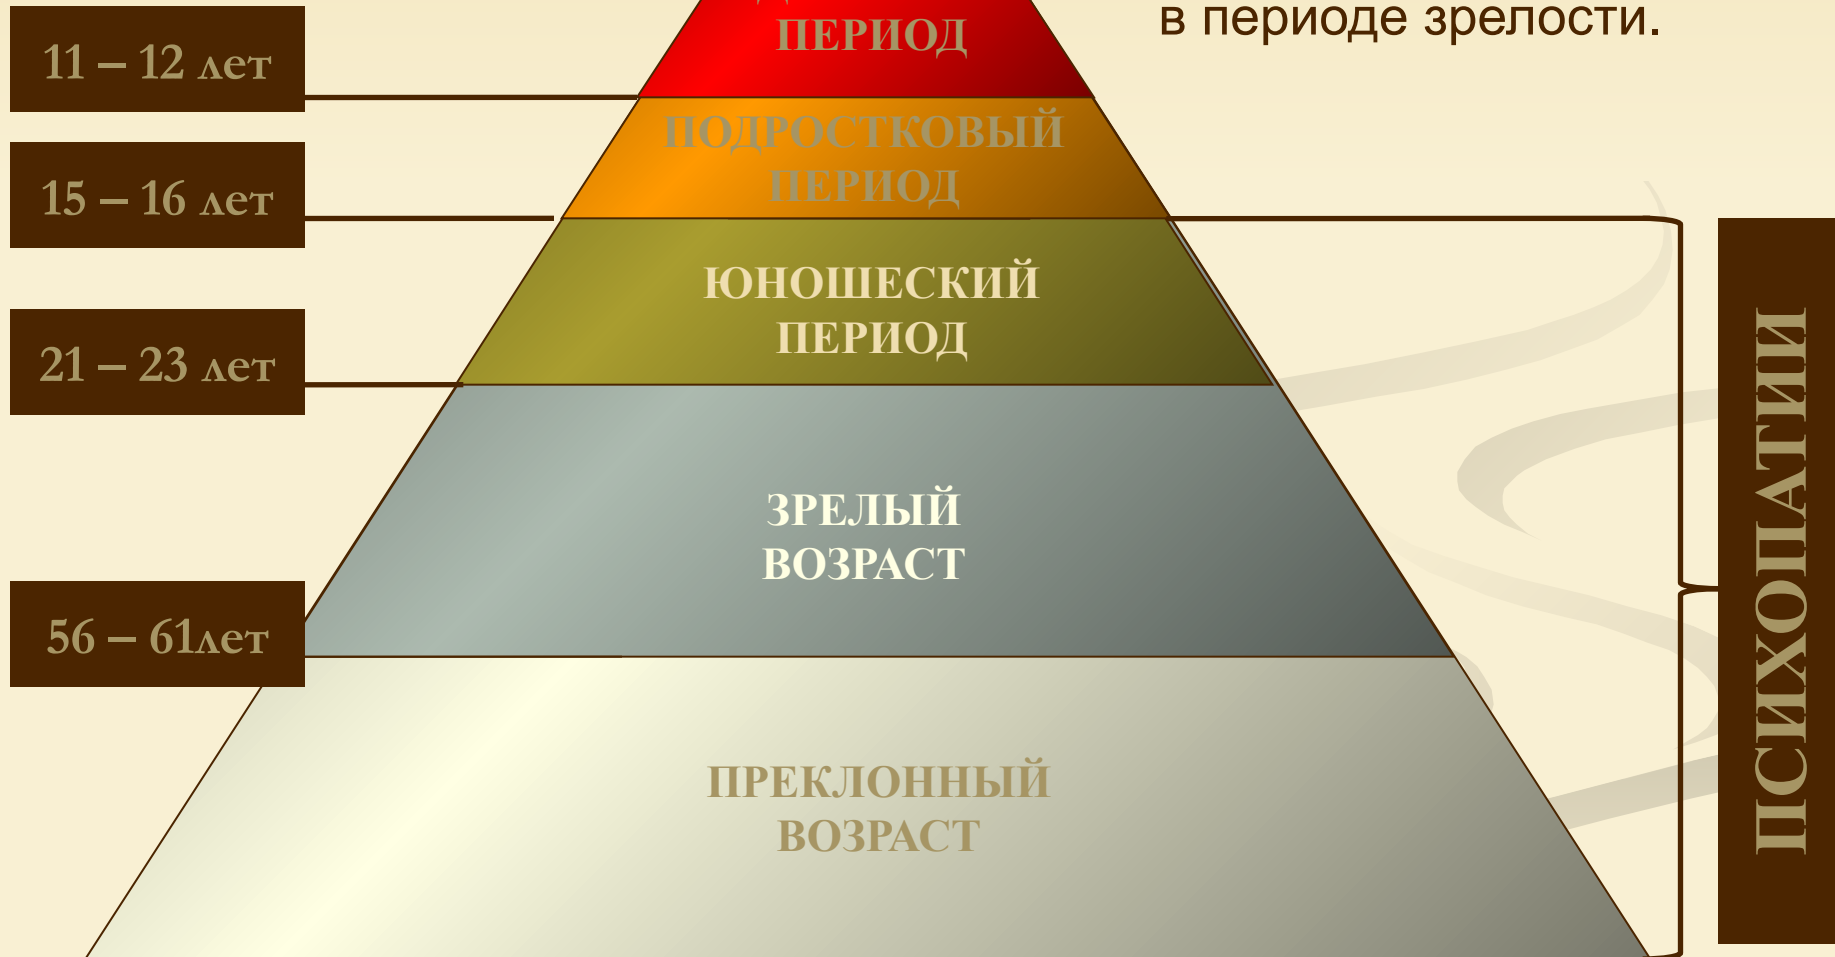 в периоде зрелости.
ПЕРИОД
11 – 12 лет
ПОДРОСТКОВЫЙ
ПЕРИОД
15 – 16 лет
ЮНОШЕСКИЙ
ПЕРИОД
21 – 23 лет
ЗРЕЛЫЙ
ВОЗРАСТ
56 – 61лет
ПРЕКЛОННЫЙ
ВОЗРАСТ
ПСИХОПАТИИ